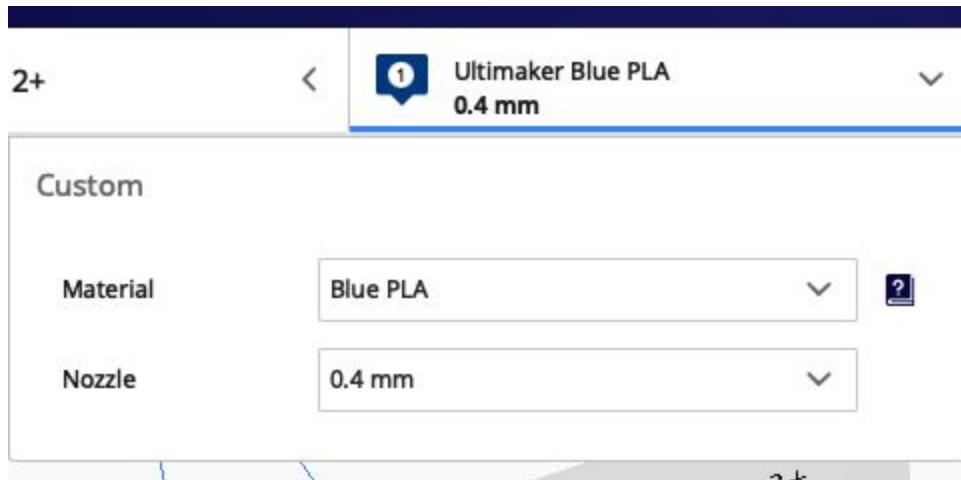 2+
1
Ultimaker Blue PLA
0.4 mm
Custom
Material
Blue PLA
?
Nozzle
0.4 mm